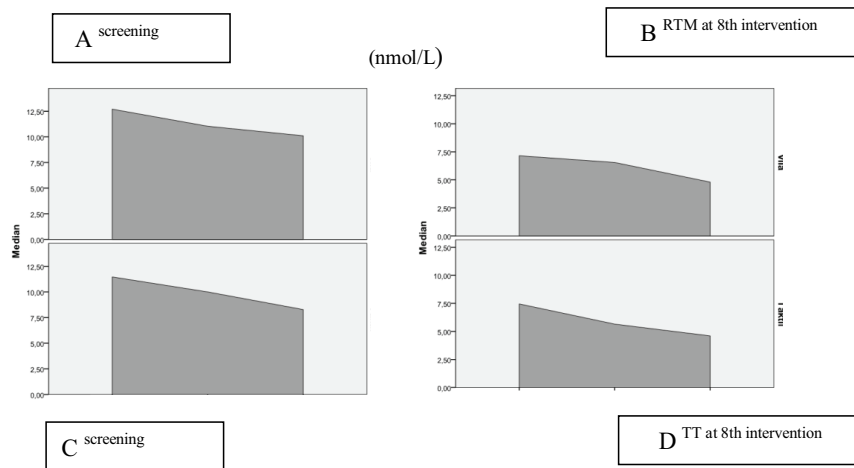 A screening
B RTM at 8th intervention
(nmol/L)
12,50
10,00
7,50
5,00
2,50
0,00
Median
12,50
10,00
7,50
5,00
2,50
0,00
Median
12,50
10,00
7,50
5,00
2,50
0,00
Median
12,50
10,00
7,50
5,00
2,50
0,00
Median
C screening
D TT at 8th intervention